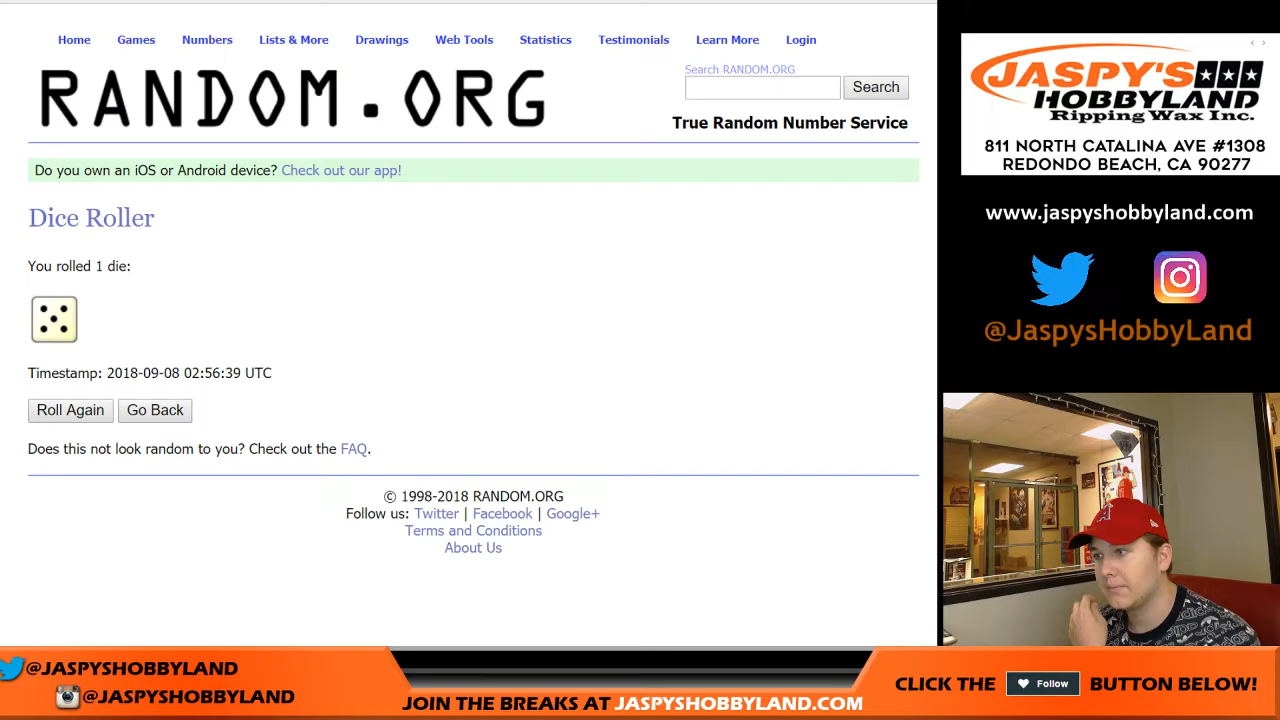 Home Games Numbers Lists & More Drawings Web Tools Statistics Testimonials Learn More Login
RANDOM.ORG
Search RANDOM.ORG
Search
True Random Number Service
Do you own an iOS or Android device? Check out our app!
Dice Roller
You rolled 1 die:
Timestamp: 2018-09-08 02:56:39 UTC
Roll Again Go Back
Does this not look random to you? Check out the FAQ.
© 1998-2018 RANDOM.ORG
Follow us: Twitter | Facebook | Google+
Terms and Conditions
About Us
JASPY'S
HOBBYLAND
Ripping Wax Inc.
811 NORTH CATALINA AVE #1308
REDONDO BEACH, CA 90277
www.jaspyshobbyland.com
@JaspysHobbyLand
@JASPYSHOBBYLAND
@JASPYSHOBBYLAND
JOIN THE BREAKS AT JASPYSHOBBYLAND.COM
CLICK THE Follow BUTTON BELOW!